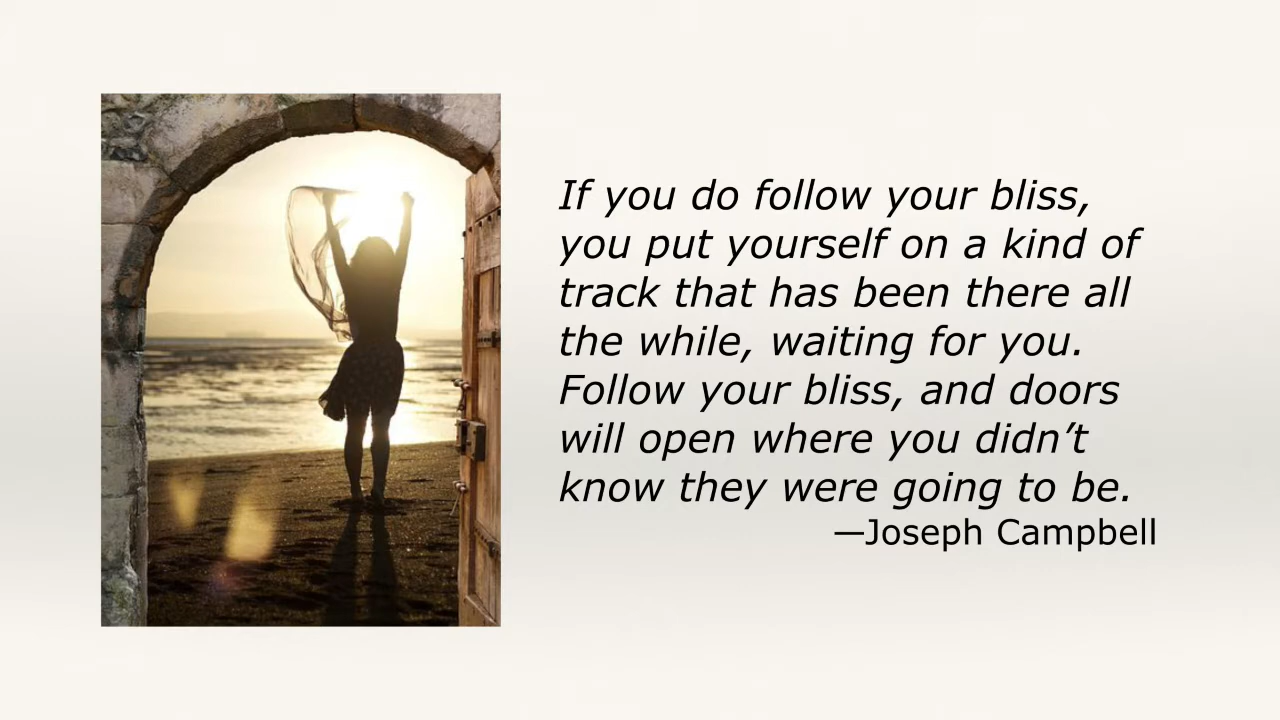 If you do follow your bliss,
you put yourself on a kind of
track that has been there all
the while, waiting for you.
Follow your bliss, and doors
will open where you didn’t
know they were going to be.
—Joseph Campbell